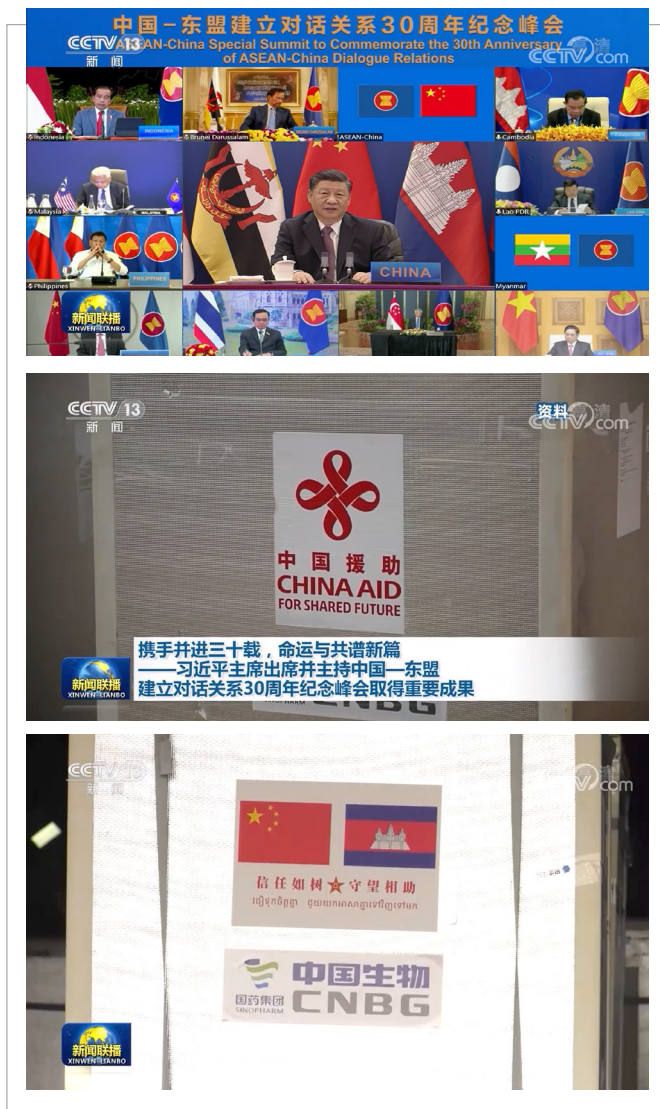 中国-东盟建立对话关系30周年纪念峰会
CCTV 13
新闻
ASEAN-China Special Summit to Commemorate the 30th Anniversary
of ASEAN-China Dialogue Relations
CCTV.com
Indonesia
INDONESIA
Brunei Darussalam
ASEAN-China
Cambodia
Malaysia
MALAYSIA
CHINA
Lao PDR
Philippines
PHILIPPINES
Myanmar
新闻联播
XINWEN LIANBO
CCTV 13
新闻
资料
CCTV.com
中国援助
CHINA AID
FOR SHARED FUTURE
携手并进三十载，命运与共谱新篇
——习近平主席出席并主持中国—东盟
建立对话关系30周年纪念峰会取得重要成果
新闻联播
XINWEN LIANBO
SINOPHARM
CNBG
CCTV 13
新闻
信任如树 守望相助
国药集团
SINOPHARM
中国生物
CNBG
新闻联播
XINWEN LIANBO